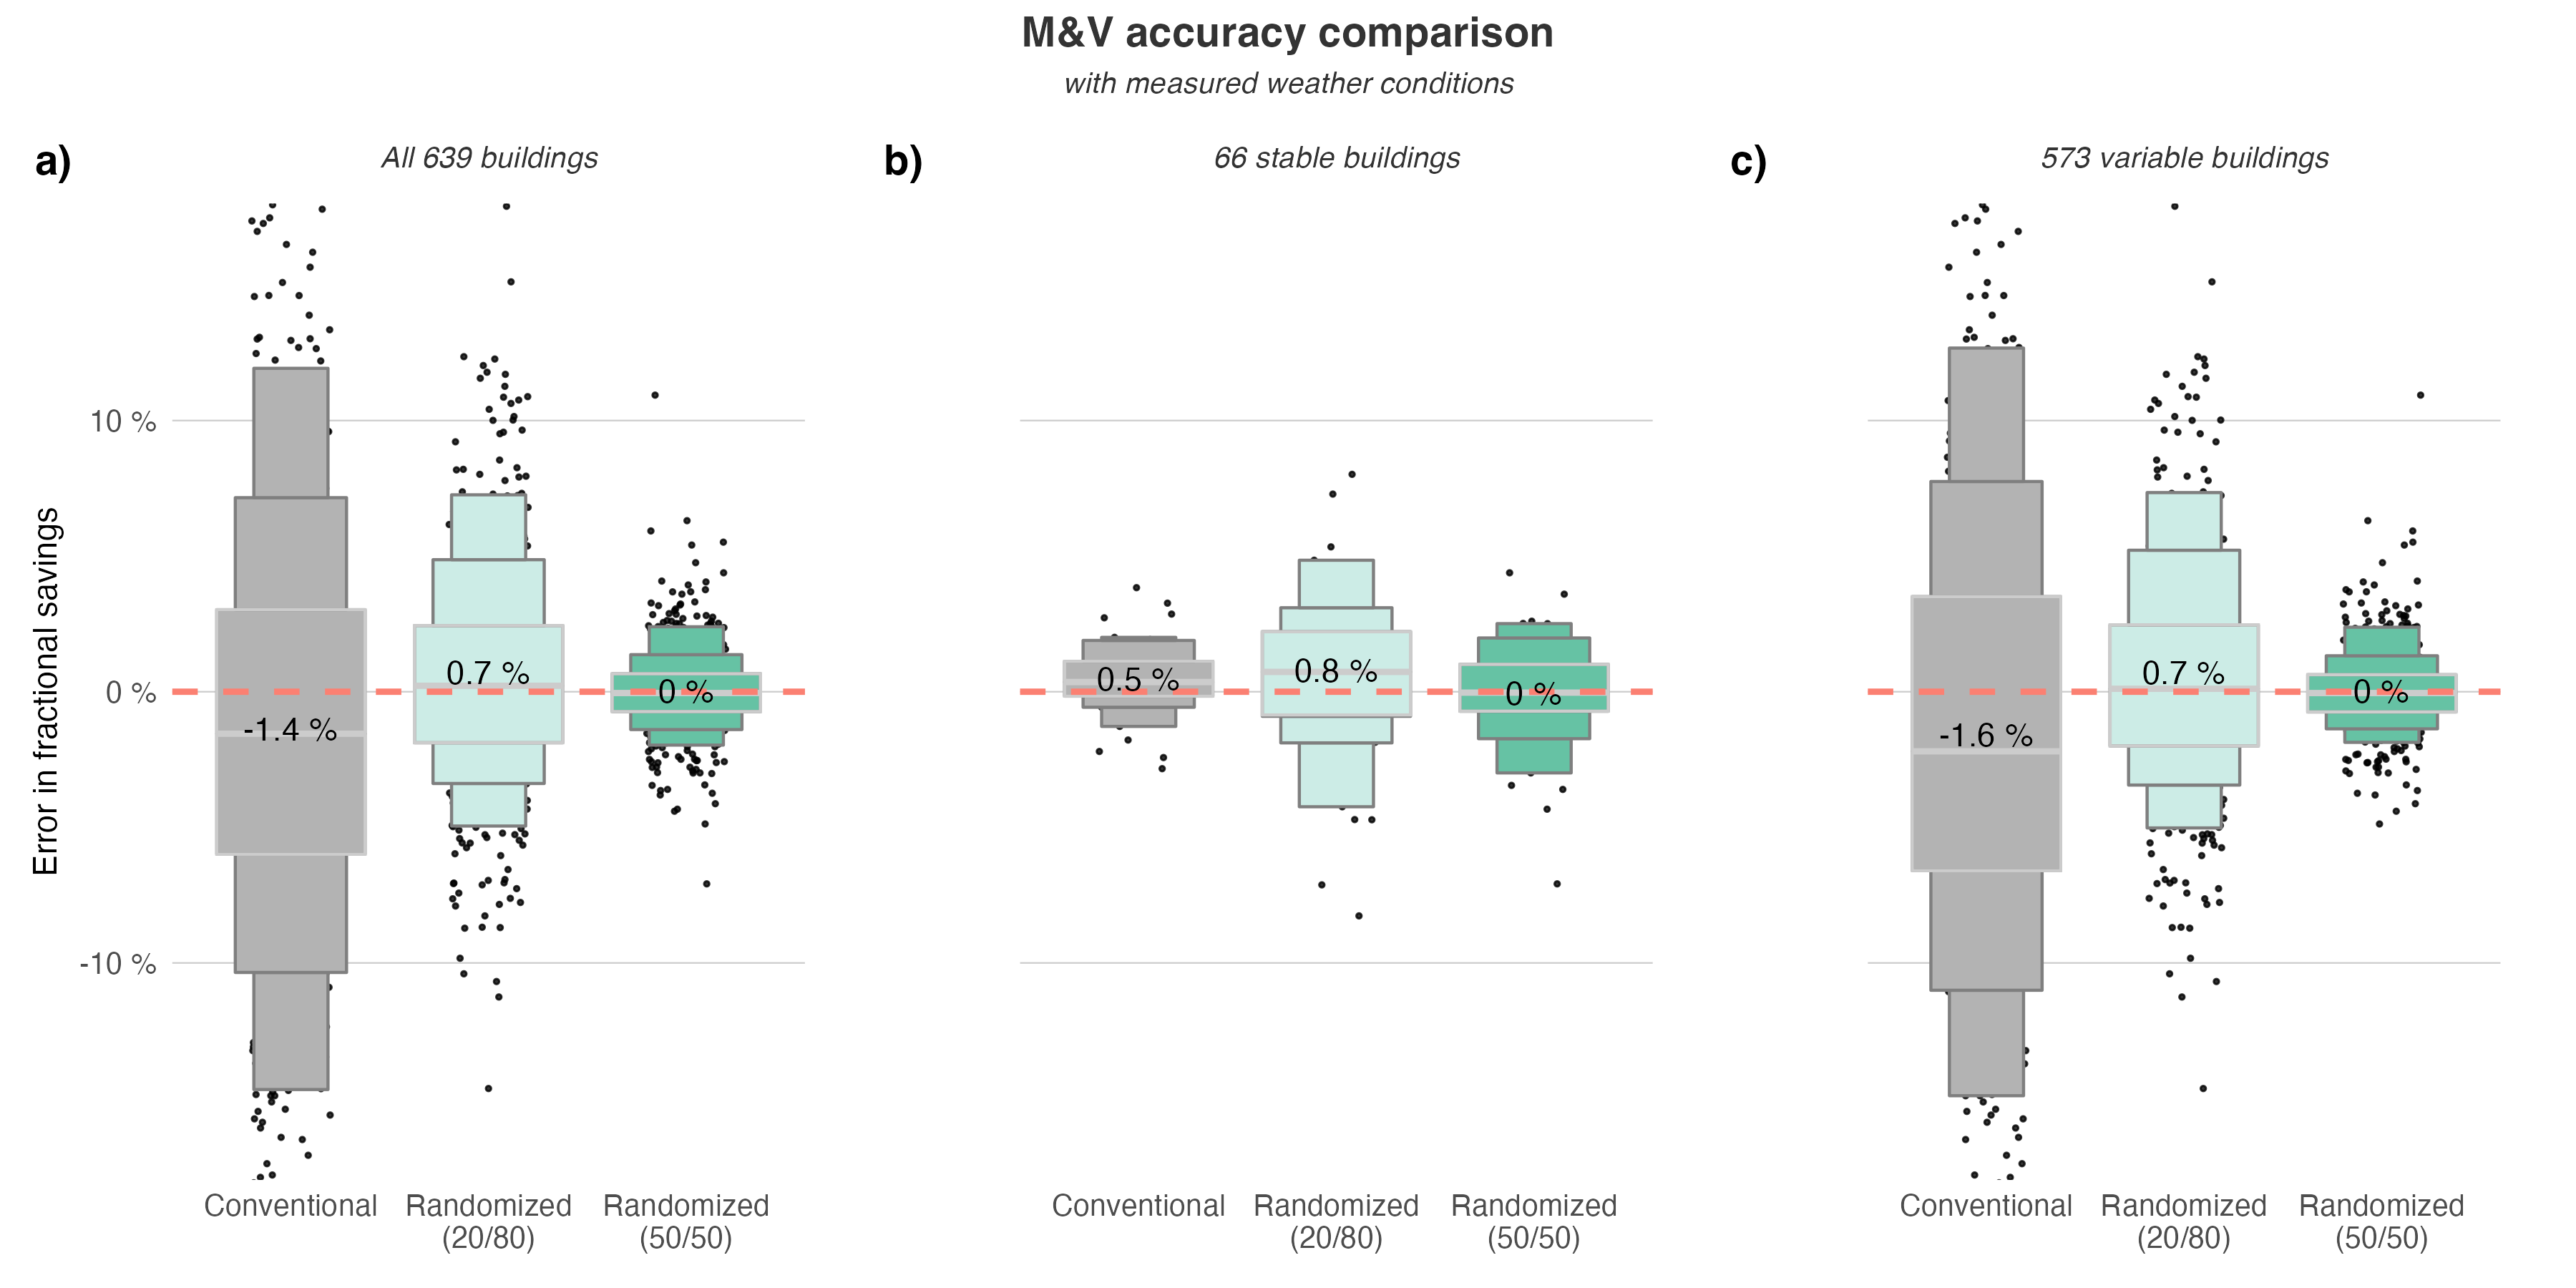 M&V accuracy comparison
with measured weather conditions
a)
All 639 buildings
b)
66 stable buildings
c)
573 variable buildings
Error in fractional savings
10 %
0 %
-10 %
-1.4 %
0.7 %
0 %
0.5 %
0.8 %
0 %
-1.6 %
0.7 %
0 %
Conventional
Randomized
(20/80)
Randomized
(50/50)
Conventional
Randomized
(20/80)
Randomized
(50/50)
Conventional
Randomized
(20/80)
Randomized
(50/50)